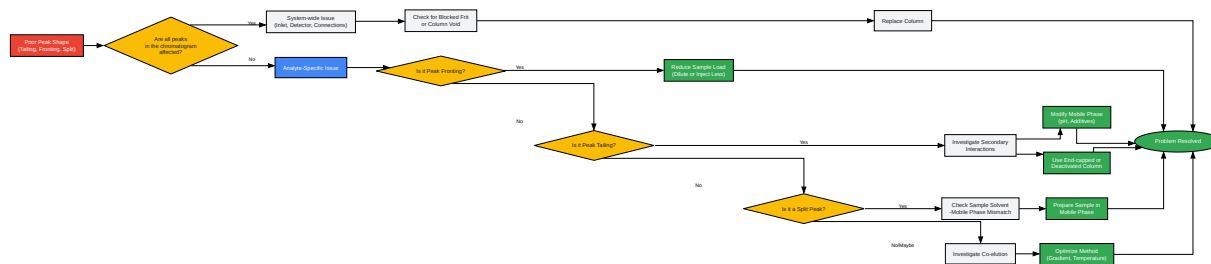 Poor Peak Shape
(Tailing, Fronting, Split)
Are all peaks
in the chromatogram
affected?
Yes
System-wide Issue
(Inlet, Detector, Connections)
Check for Blocked Frit
or Column Void
Replace Column
No
Analyte-Specific Issue
Is it Peak Fronting?
Yes
Reduce Sample Load
(Dilute or Inject Less)
No
Is it Peak Tailing?
Yes
Investigate Secondary
Interactions
Modify Mobile Phase
(pH, Additives)
Use End-capped or
Deactivated Column
Problem Resolved
No
Is it a Split Peak?
Yes
Check Sample Solvent
-Mobile Phase Mismatch
Prepare Sample in
Mobile Phase
No/Maybe
Investigate Co-elution
Optimize Method
(Gradient, Temperature)